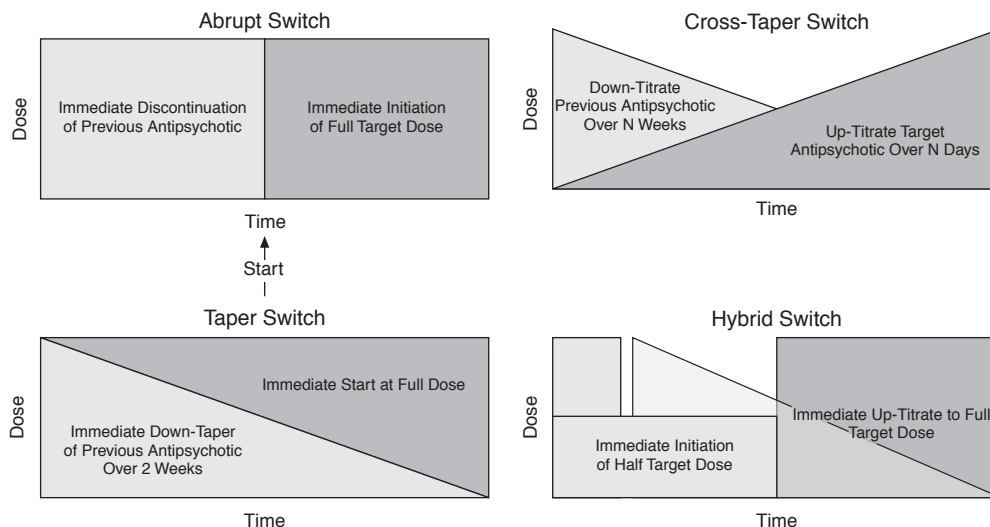 Abrupt Switch
Dose
Immediate Discontinuation
of Previous Antipsychotic
Immediate Initiation
of Full Target Dose
Time
Start
Cross-Taper Switch
Dose
Down-Titrate
Previous Antipsychotic
Over N Weeks
Up-Titrate Target
Antipsychotic Over N Days
Time
Taper Switch
Dose
Immediate Start at Full Dose
Immediate Down-Taper
of Previous Antipsychotic
Over 2 Weeks
Time
Hybrid Switch
Dose
Immediate Initiation
of Half Target Dose
Immediate Up-Titrate to Full
Target Dose
Time